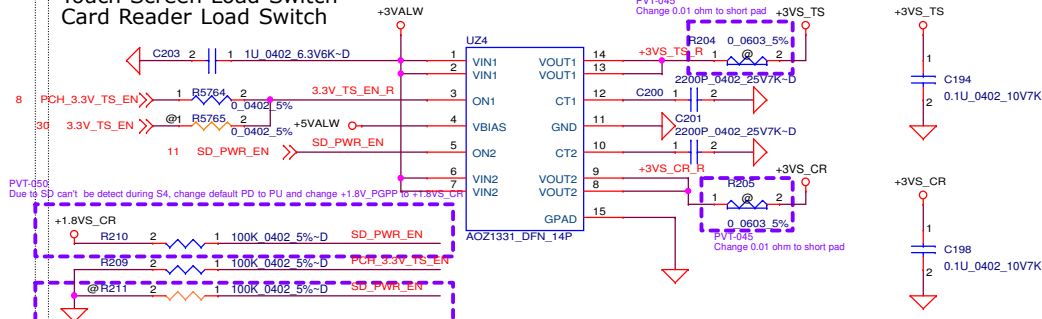 Touch Screen Load Switch
Card Reader Load Switch
+3VALW
PVT-045
Change 0.01 ohm to short pad
+3VS_TS
+3VS_TS
UZ4
R204 0_0603_5%
C203 2 1 1U_0402_6.3V6K~D
1 VIN1 VOUT1 14 +3VS_TS_R 1 @ 2
2 VIN1 VOUT1 13
2200P_0402_25V7K~D
1
C194
0.1U_0402_10V7K
2
8 PCH_3.3V_TS_EN 1 R5764 2 3.3V_TS_EN_R 3 ON1 CT1 12 C200 1 2
0_0402_5%
30 3.3V_TS_EN @1 R5765 2
0_0402_5%
+5VALW 4 VBIAS GND 11
C201
2200P_0402_25V7K~D
11 SD_PWR_EN SD_PWR_EN 5 ON2 CT2 10 1 2
6 VIN2 VOUT2 9 +3VS_CR_R
7 VIN2 VOUT2 8
+3VS_CR
+3VS_CR
PVT-050
Due to SD can't be detect during S4, change default PD to PU and change +1.8V_PGPP to +1.8VS_CR
R205
1 @ 2
0_0603_5%
PVT-045
Change 0.01 ohm to short pad
GPAD 15
AOZ1331_DFN_14P
1
C198
0.1U_0402_10V7K
2
+1.8VS_CR
R210 2 1 100K_0402_5%~D SD_PWR_EN
R209 2 1 100K_0402_5%~D PCH_3.3V_TS_EN
@R211 2 1 100K_0402_5%~D SD_PWR_EN